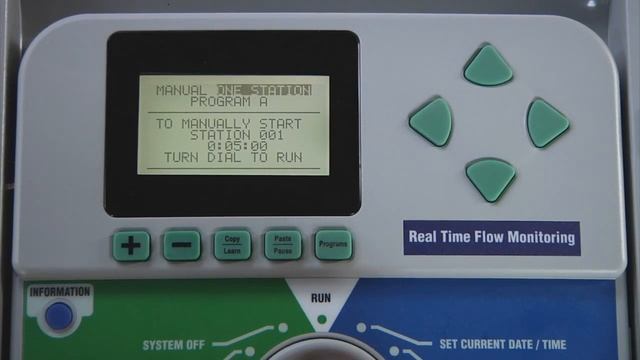 MANUAL ONE STATION
PROGRAM A
TO MANUALLY START
STATION 001
0:05:00
TURN DIAL TO RUN
+
−
Copy
Learn
Paste
Pause
Programs
Real Time Flow Monitoring
INFORMATION
RUN
SYSTEM OFF
SET CURRENT DATE / TIME